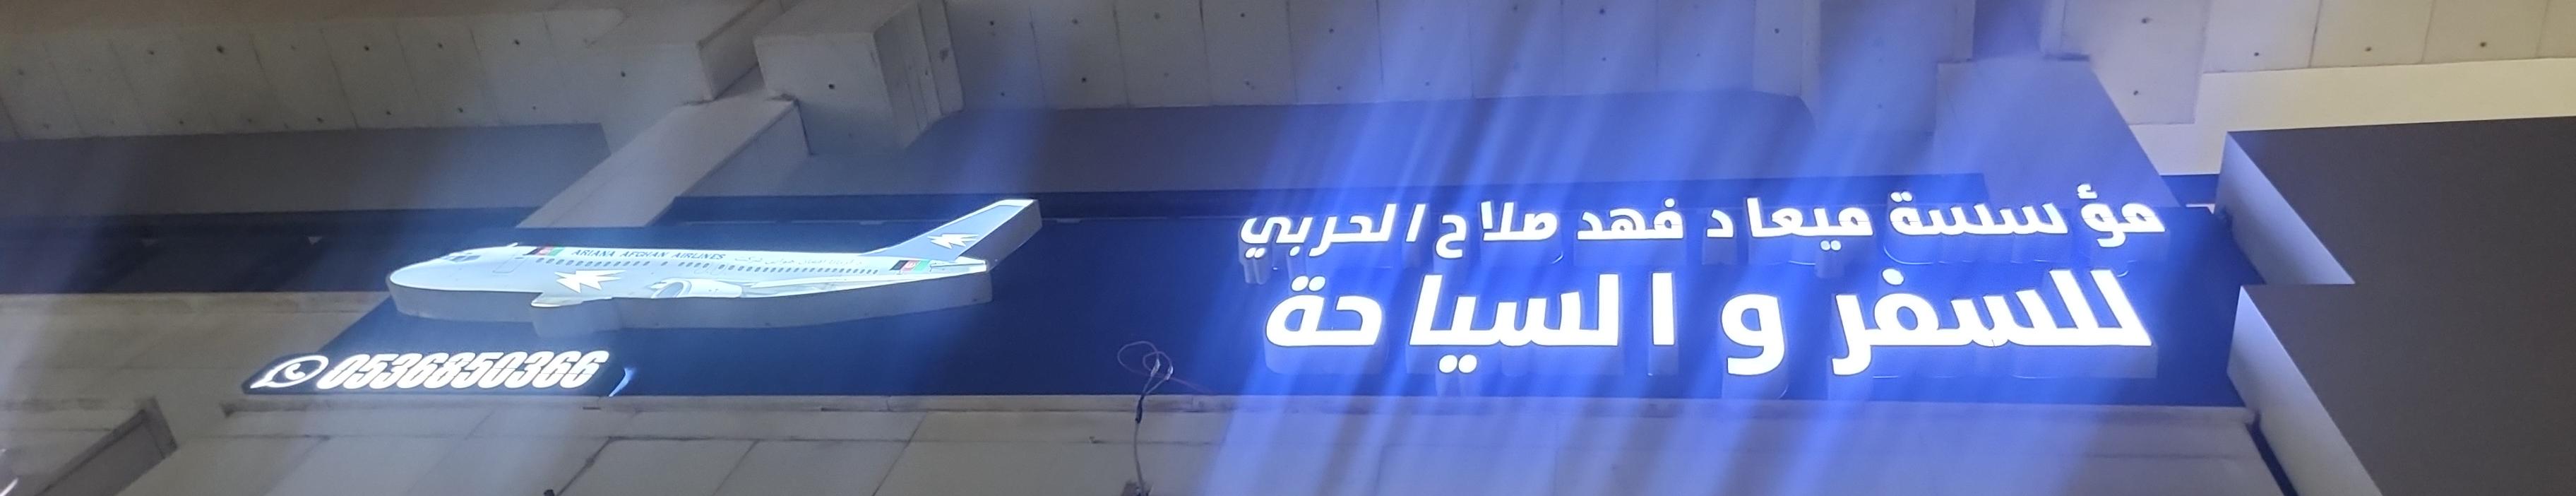 مؤسسة ميعاد فهد صلاح الحربي
للسفر و السياحة
ARIANA AFGHAN AIRLINES
0536850366